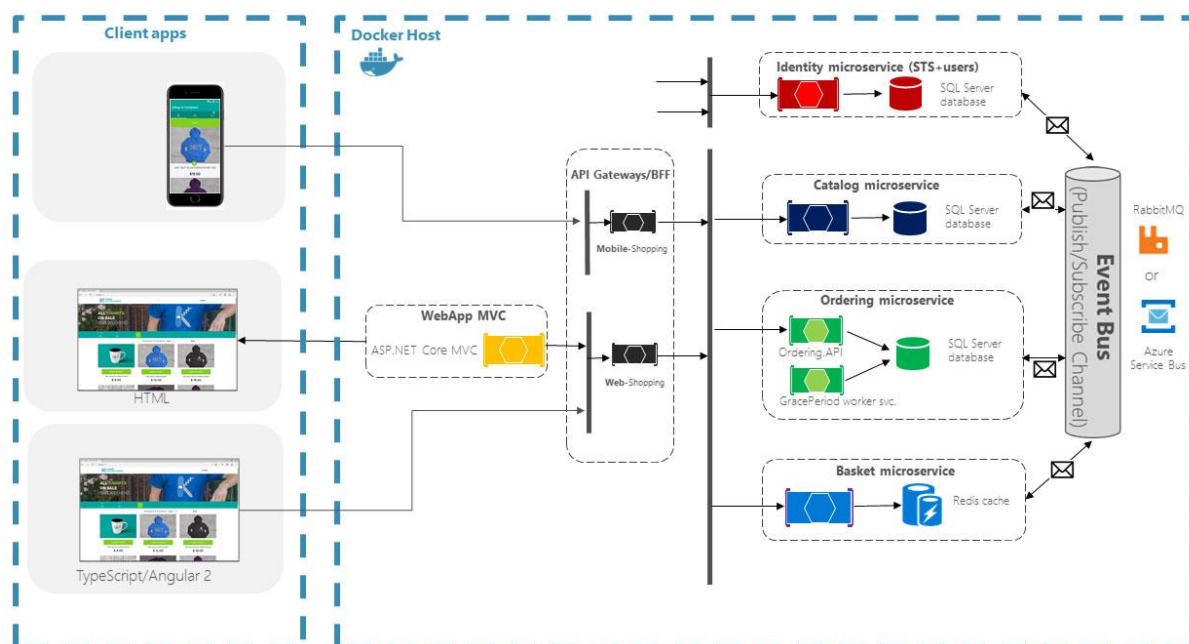 Client apps
HTML
TypeScript/Angular 2
Docker Host
WebApp MVC
ASP.NET Core MVC
API Gateways/BFF
Mobile-Shopping
Web-Shopping
Identity microservice (STS+users)
SQL Server
database
Catalog microservice
SQL Server
database
Ordering microservice
Ordering.API
SQL Server
database
GracePeriod worker svc.
Basket microservice
Redis cache
Event Bus
(Publish/Subscribe Channel)
RabbitMQ
or
Azure
Service Bus